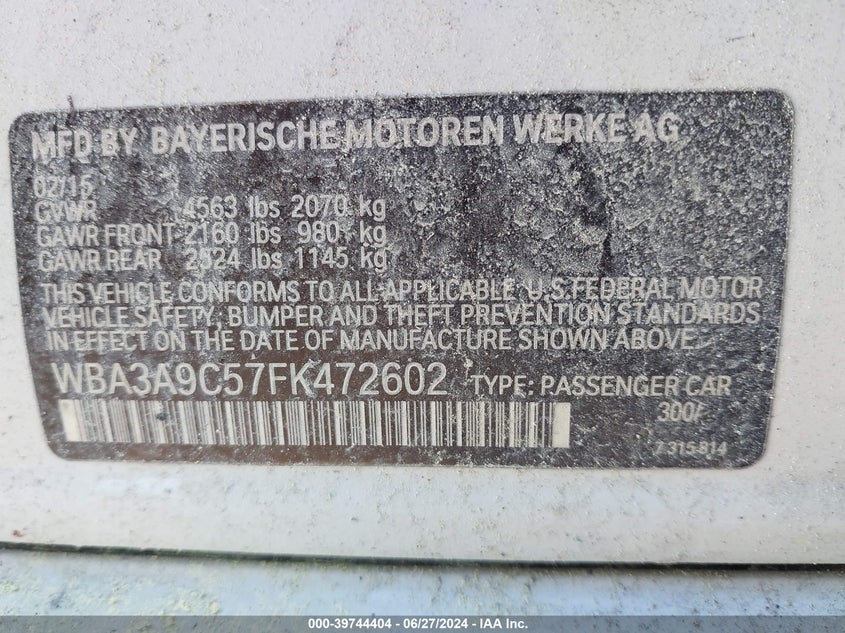 MFD BY BAYERISCHE MOTOREN WERKE AG
02/15
GVWR 4563 lbs 2070 kg
GAWR FRONT 2160 lbs 980 kg
GAWR REAR 2524 lbs 1145 kg
THIS VEHICLE CONFORMS TO ALL APPLICABLE U.S.FEDERAL MOTOR
VEHICLE SAFETY, BUMPER AND THEFT PREVENTION STANDARDS
IN EFFECT ON THE DATE OF MANUFACTURE SHOWN ABOVE.
WBA3A9C57FK472602 TYPE: PASSENGER CAR
300/
7 315 814
000-39744404 | 06/27/2024 | COPYRIGHT © IAA, LLC.